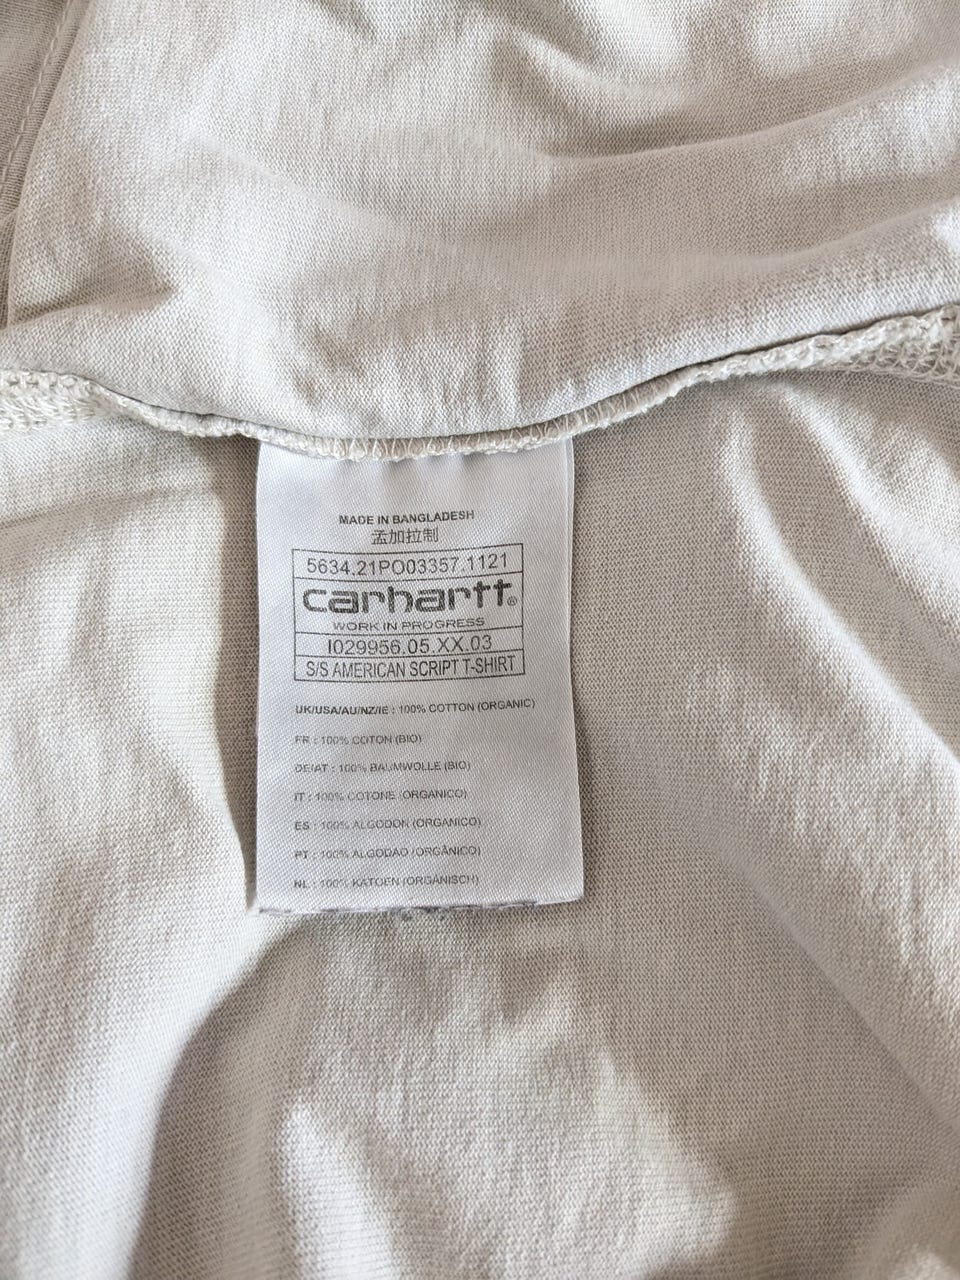 MADE IN BANGLADESH
孟加拉制
5634.21PO03357.1121
carhartt®
WORK IN PROGRESS
I029956.05.XX.03
S/S AMERICAN SCRIPT T-SHIRT
UK/USA/AU/NZ/IE : 100% COTTON (ORGANIC)
FR : 100% COTON (BIO)
DE/AT : 100% BAUMWOLLE (BIO)
IT : 100% COTONE (ORGANICO)
ES : 100% ALGODON (ORGANICO)
PT : 100% ALGODAO (ORGÂNICO)
NL : 100% KATOEN (ORGANISCH)